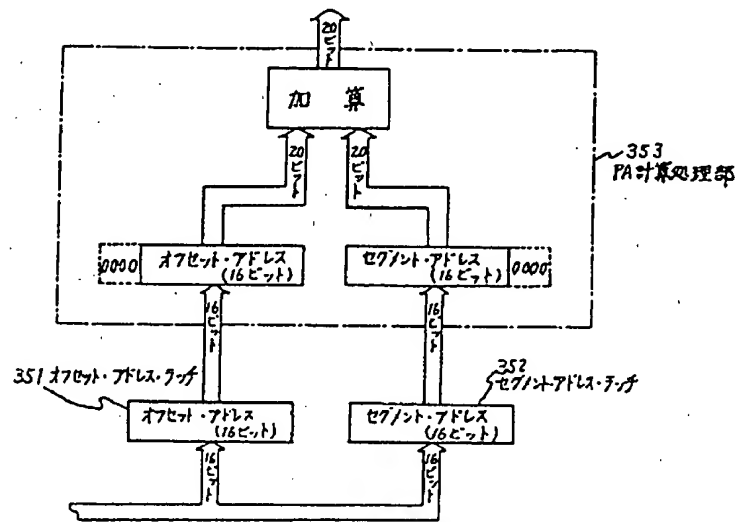 20ビット
加算
20ビット
20ビット
353
PA計算処理部
0000
オフセット・アドレス
(16ビット)
セグメント・アドレス
(16ビット)
0000
16ビット
16ビット
351 オフセット・アドレス・ラッチ
352
セグメントアドレス・ラッチ
オフセット・アドレス
(16ビット)
セグメント・アドレス
(16ビット)
16ビット
16ビット